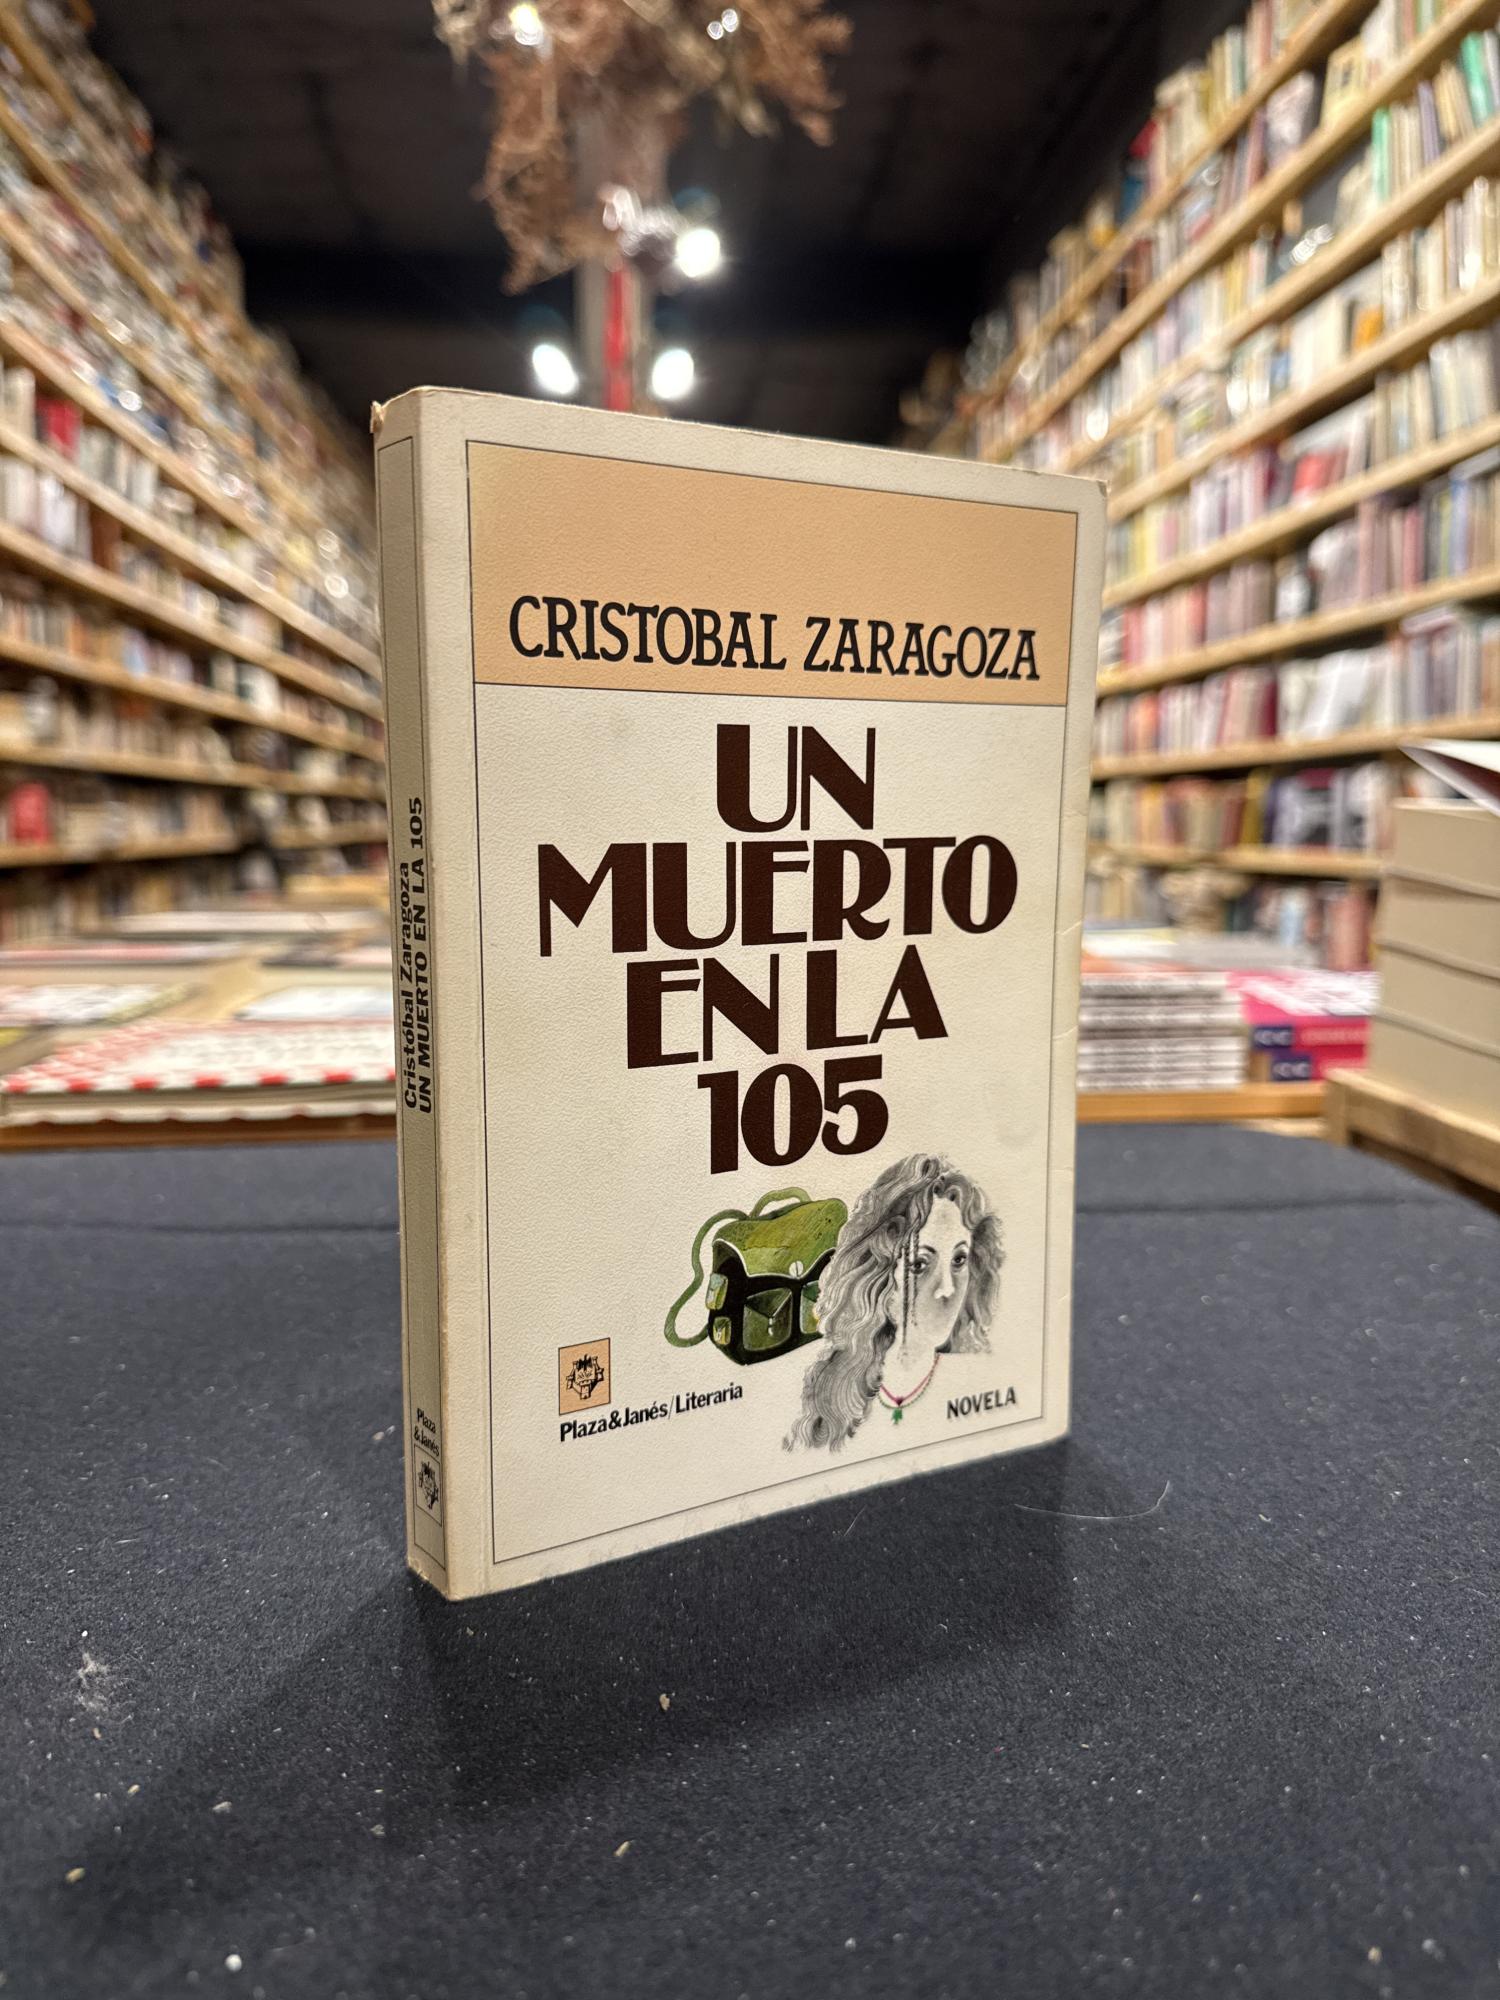 CRISTOBAL ZARAGOZA
UN
MUERTO
EN LA
105
Plaza&Janés/Literaria
NOVELA
Cristóbal Zaragoza
UN MUERTO EN LA 105
Plaza
&Janés